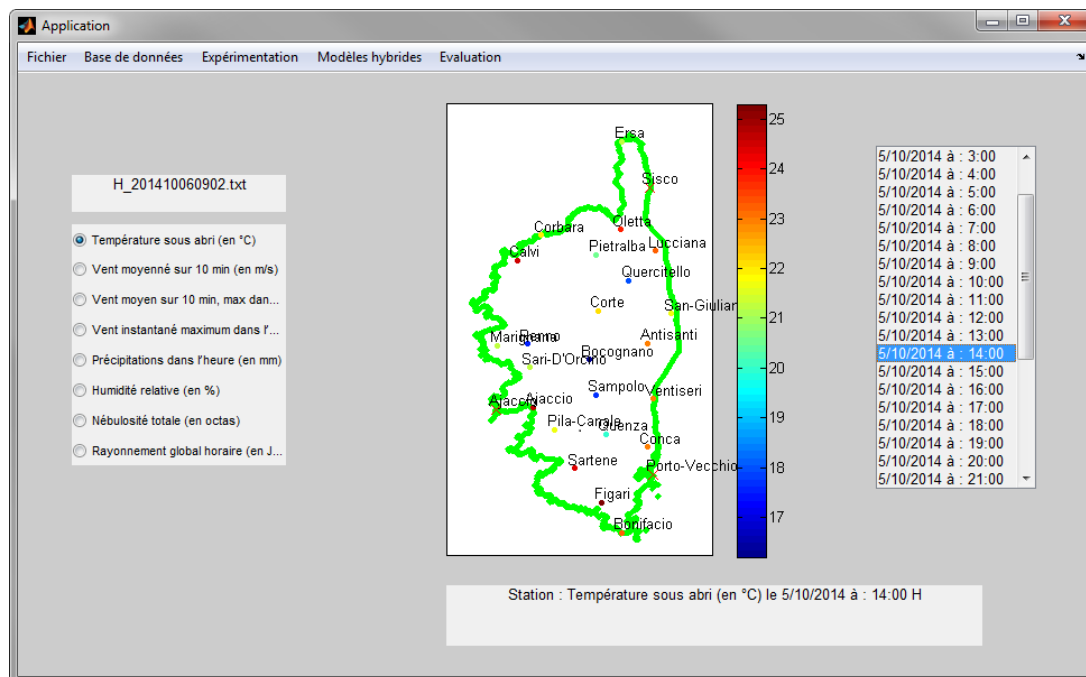 Application
Fichier Base de données Expérimentation Modèles hybrides Evaluation
H_201410060902.txt
Température sous abri (en °C)
Vent moyenné sur 10 min (en m/s)
Vent moyen sur 10 min, max dan...
Vent instantané maximum dans l'...
Précipitations dans l'heure (en mm)
Humidité relative (en %)
Nébulosité totale (en octas)
Rayonnement global horaire (en J...
Ersa
Sisco
Oletta
Corbara
Calvi
Pietralba
Lucciana
Quercitello
Corte
San-Giulian
Marignana
Renno
Antisanti
Bocognano
Sari-D'Orcino
Sampolo
Ventiseri
Ajaccio
Ajaccio
Pila-Canale
Quenza
Conca
Sartene
Porto-Vecchio
Figari
Bonifacio
25
24
23
22
21
20
19
18
17
5/10/2014 à : 3:00
5/10/2014 à : 4:00
5/10/2014 à : 5:00
5/10/2014 à : 6:00
5/10/2014 à : 7:00
5/10/2014 à : 8:00
5/10/2014 à : 9:00
5/10/2014 à : 10:00
5/10/2014 à : 11:00
5/10/2014 à : 12:00
5/10/2014 à : 13:00
5/10/2014 à : 14:00
5/10/2014 à : 15:00
5/10/2014 à : 16:00
5/10/2014 à : 17:00
5/10/2014 à : 18:00
5/10/2014 à : 19:00
5/10/2014 à : 20:00
5/10/2014 à : 21:00
Station : Température sous abri (en °C) le 5/10/2014 à : 14:00 H